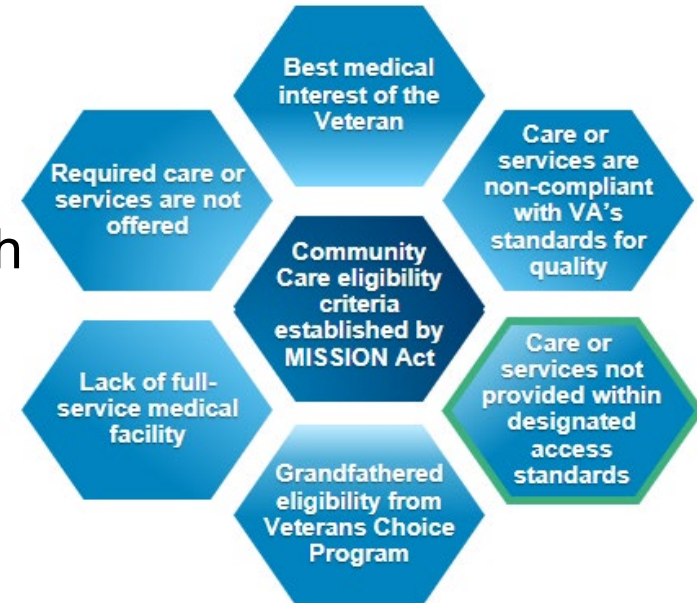 Best medical
interest of the
Veteran
Required care or
services are not
offered
Care or
services are
non-compliant
with VA's
standards for
quality
h
Community
Care eligibility
criteria
established by
MISSION Act
Lack of full-
service medical
facility
Care or
services not
provided within
designated
access
standards
Grandfathered
eligibility from
Veterans Choice
Program